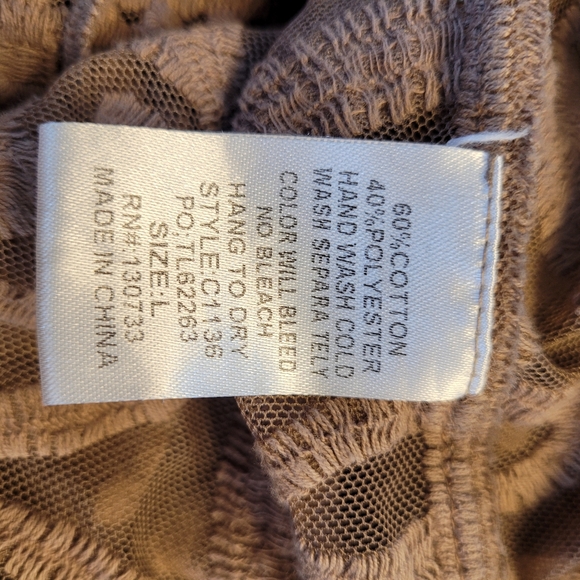 60%COTTON
40%POLYESTER
HAND WASH COLD
WASH SEPARA TELY
COLOR WILL BLEED
NO BLEACH
HANG TO DRY
STYLE.C1136
PO.TL62263
SIZE.L
RN#.130733
MADE IN CHINA